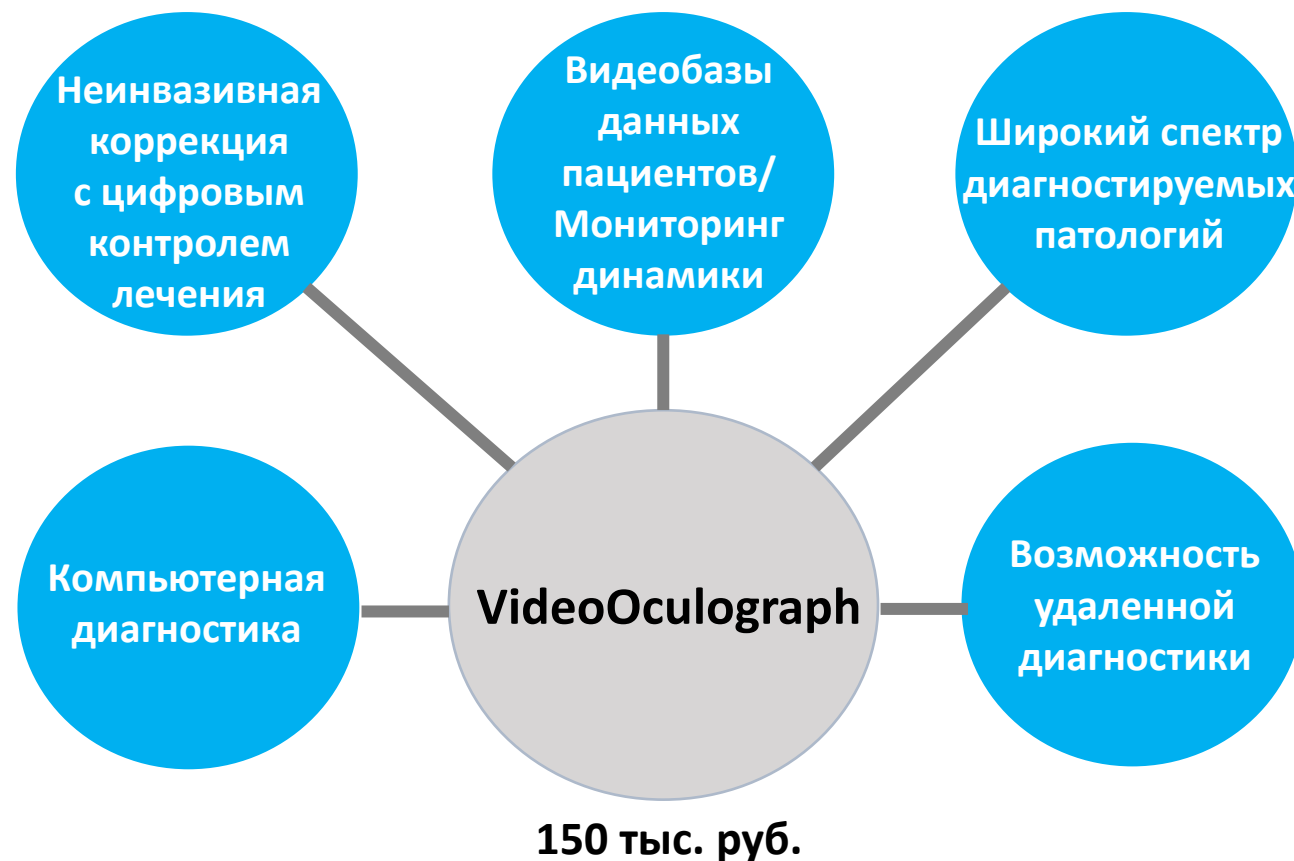 Неинвазивная
коррекция
с цифровым
контролем
лечения
Видеобазы
данных
пациентов/
Мониторинг
динамики
Широкий спектр
диагностируемых
патологий
Компьютерная
диагностика
VideoOculograph
Возможность
удаленной
диагностики
150 тыс. руб.